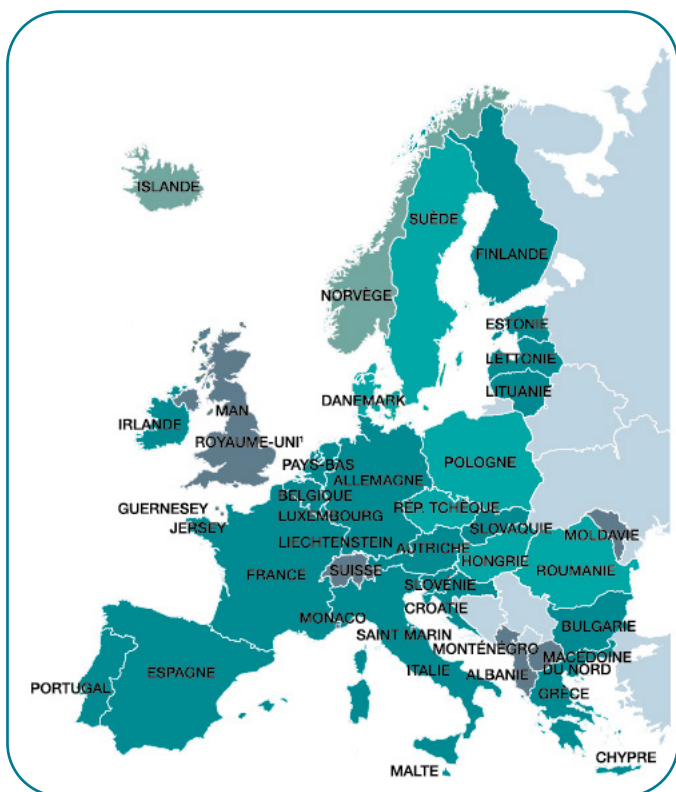 ISLANDE
SUÈDE
FINLANDE
NORVÈGE
ESTONIE
LETTONIE
LITUANIE
DANEMARK
MAN
IRLANDE
ROYAUME-UNI¹
PAYS-BAS
POLOGNE
ALLEMAGNE
BELGIQUE
GUERNESEY
RÉP. TCHÈQUE
LUXEMBOURG
JERSEY
SLOVAQUIE
MOLDAVIE
LIECHTENSTEIN
AUTRICHE
HONGRIE
SUISSE
ROUMANIE
FRANCE
SLOVÉNIE
CROATIE
MONACO
BULGARIE
SAINT MARIN
MONTÉNÉGRO
MACÉDOINE
DU NORD
ESPAGNE
ITALIE
ALBANIE
PORTUGAL
GRÈCE
CHYPRE
MALTE